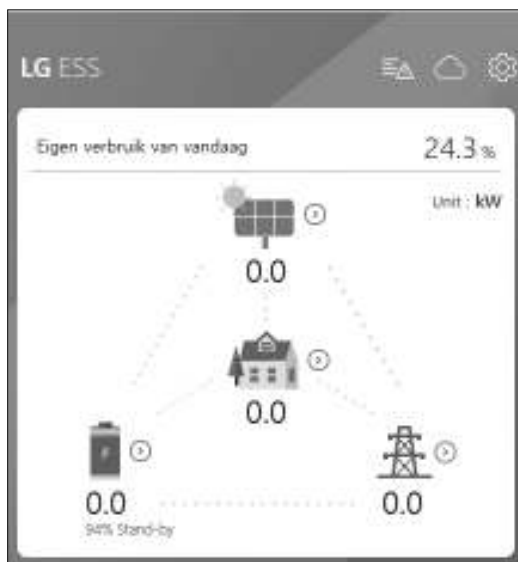 LG ESS
Eigen verbruik van vandaag 24.3 %
Unit : kW
0.0
0.0
0.0 0.0
94% Stand-by